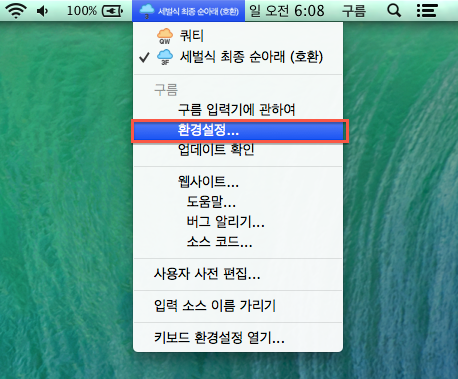 100% 세벌식 최종 순아래 (호환) 일 오전 6:08 구름
QW 쿼티
3F 세벌식 최종 순아래 (호환)
구름
구름 입력기에 관하여
환경설정...
업데이트 확인
웹사이트...
도움말...
버그 알리기...
소스 코드...
사용자 사전 편집...
입력 소스 이름 가리기
키보드 환경설정 열기...